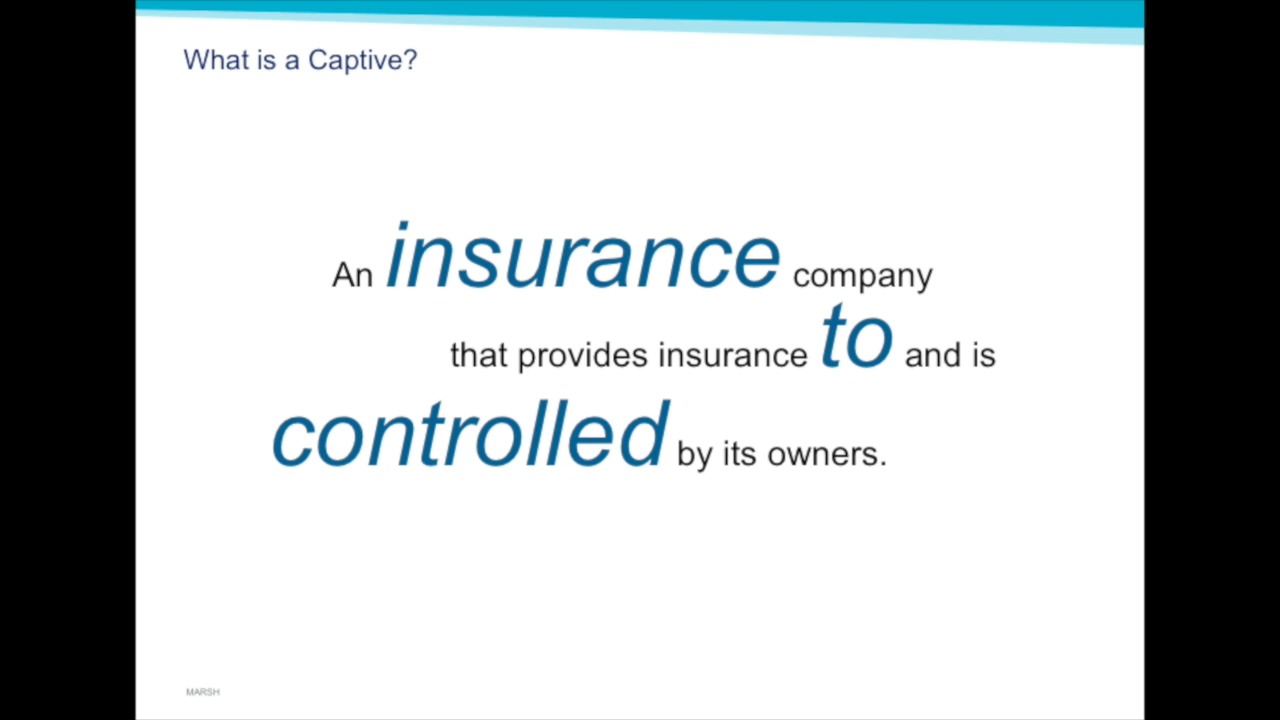 What is a Captive?
An insurance company
that provides insurance to and is
controlled by its owners.
MARSH